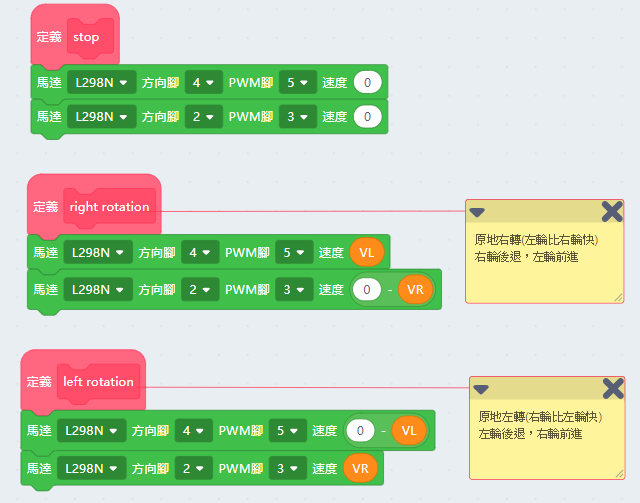 定義 stop
馬達 L298N 方向腳 4 PWM腳 5 速度 0
馬達 L298N 方向腳 2 PWM腳 3 速度 0
定義 right rotation
馬達 L298N 方向腳 4 PWM腳 5 速度 VL
馬達 L298N 方向腳 2 PWM腳 3 速度 0 - VR
原地右轉(左輪比右輪快)
右輪後退，左輪前進
定義 left rotation
馬達 L298N 方向腳 4 PWM腳 5 速度 0 - VL
馬達 L298N 方向腳 2 PWM腳 3 速度 VR
原地左轉(右輪比左輪快)
左輪後退，右輪前進